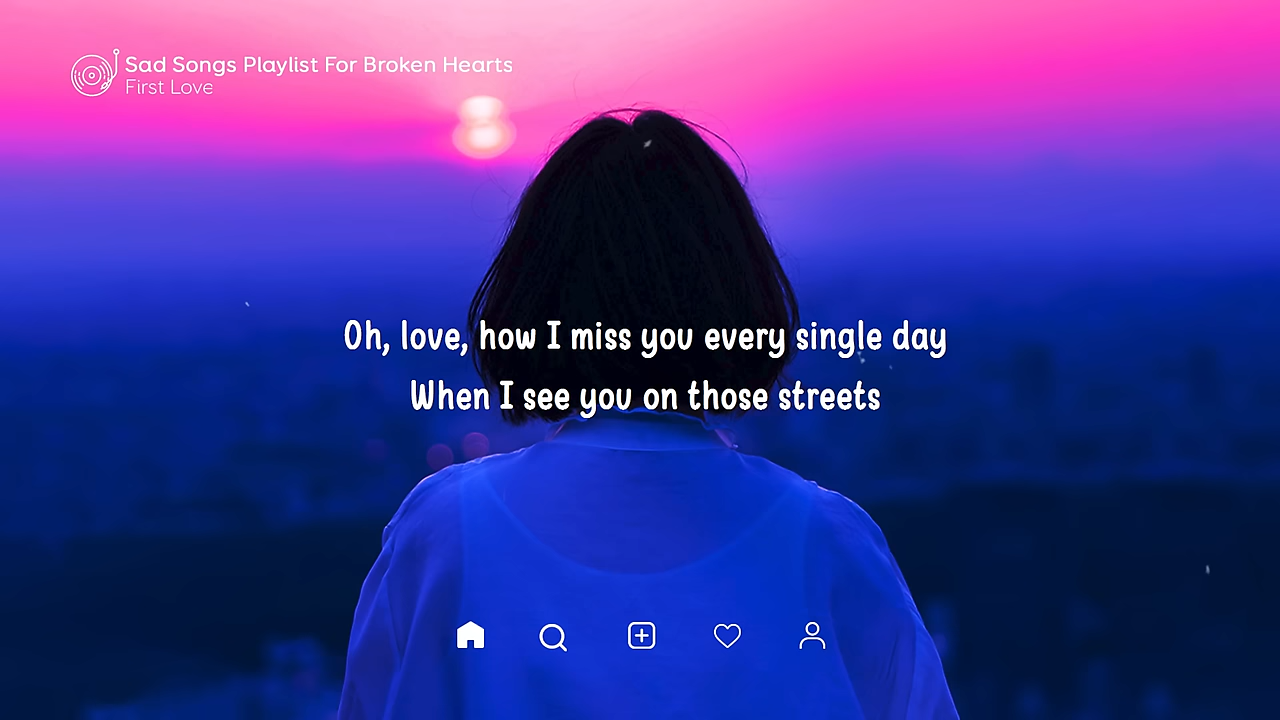 Sad Songs Playlist For Broken Hearts
First Love
Oh, love, how I miss you every single day
When I see you on those streets